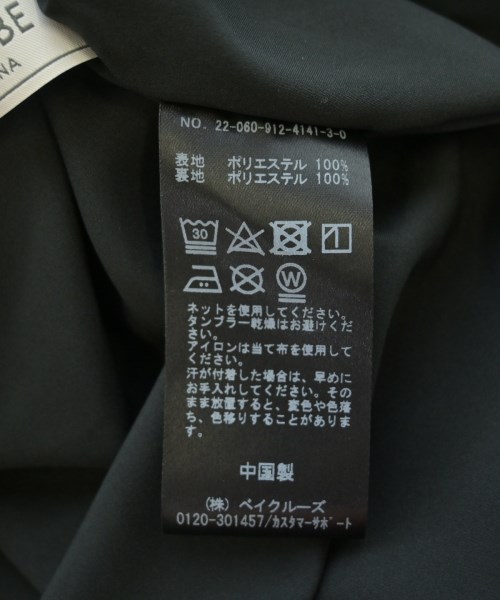 BE
NA
NO. 22-060-912-4141-3-0
表地 ポリエステル 100%
裏地 ポリエステル 100%
30
W
ネットを使用してください。
タンブラー乾燥はお避けくだ
さい。
アイロンは当て布を使用して
ください。
汗が付着した場合は、早めに
お手入れしてください。その
まま放置すると、変色や色落
ち、色移りすることがありま
す。
中国製
(株) ベイクルーズ
0120-301457/カスタマーサポート